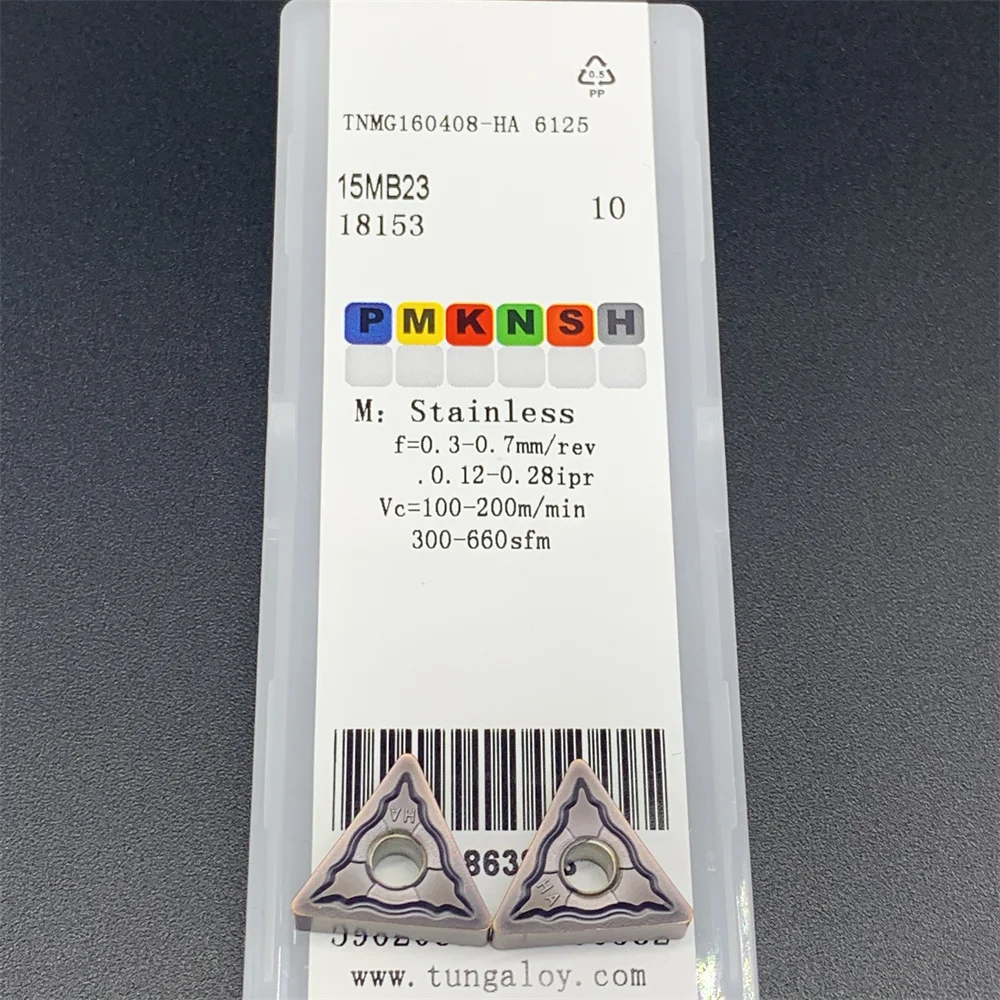 0.5
PP
TNMG160408-HA 6125
15MB23
10
18153
P M K N S H
M: Stainless
f=0.3-0.7mm/rev
.0.12-0.28ipr
Vc=100-200m/min
300-660sfm
HA
HA
www.tungaloy.com